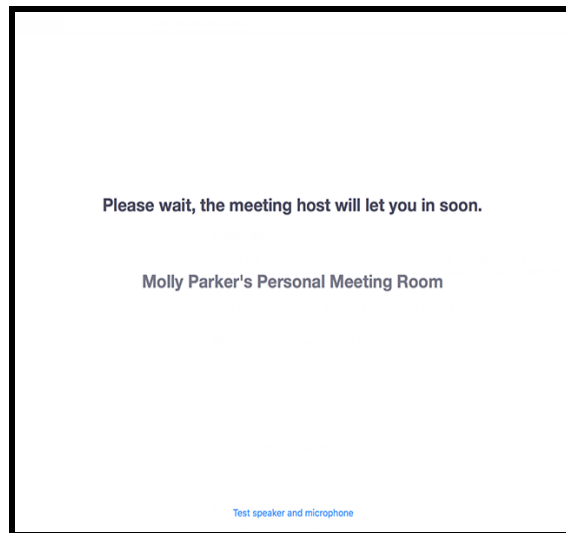 Please wait, the meeting host will let you in soon.
Molly Parker's Personal Meeting Room
Test speaker and microphone